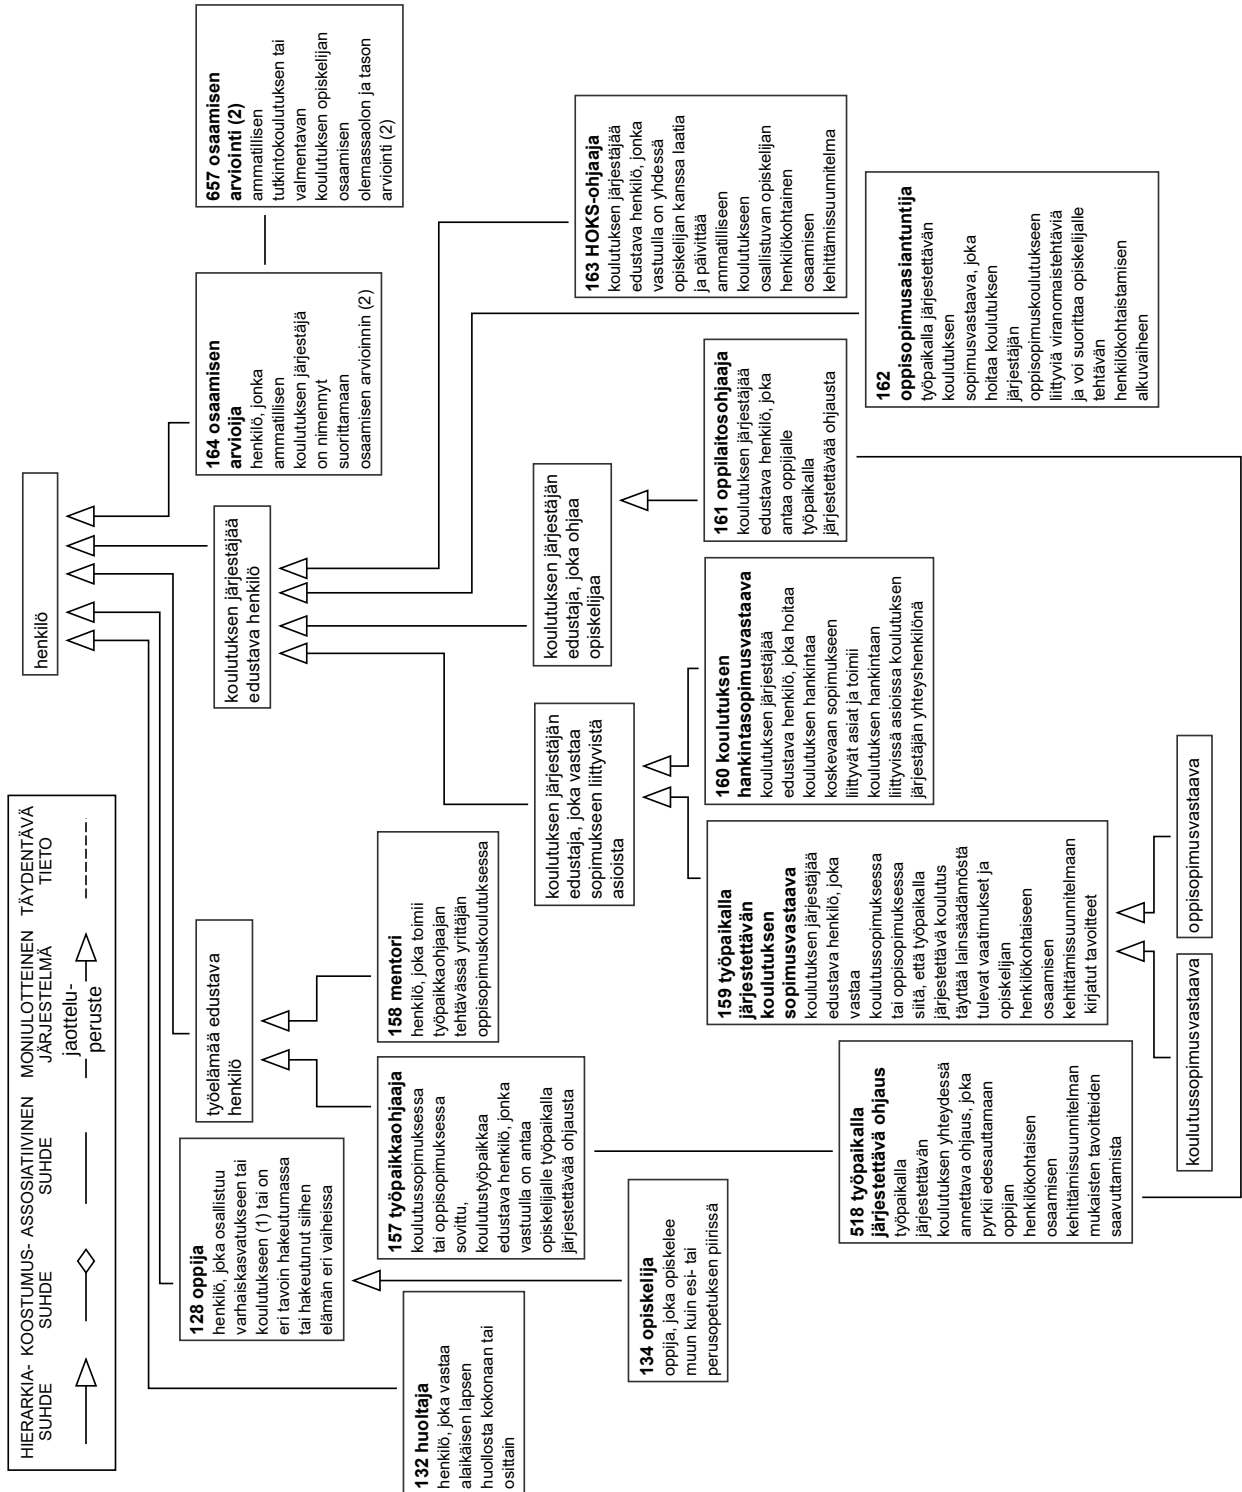 HIERARKIA-
SUHDE
KOOSTUMUS-
SUHDE
ASSOSIATIIVINEN
SUHDE
MONIULOTTEINEN
JÄRJESTELMÄ
jaottelu-
peruste
TÄYDENTÄVÄ
TIETO
henkilö
132 huoltaja
henkilö, joka vastaa
alaikäisen lapsen
huollosta kokonaan tai
osittain
128 oppija
henkilö, joka osallistuu
varhaiskasvatukseen tai
koulutukseen (1) tai on
eri tavoin hakeutumassa
tai hakeutunut siihen
elämän eri vaiheissa
134 opiskelija
oppija, joka opiskelee
muun kuin esi- tai
perusopetuksen piirissä
työelämää edustava
henkilö
157 työpaikkaohjaaja
koulutussopimuksessa
tai oppisopimuksessa
sovittu,
koulutustyöpaikkaa
edustava henkilö, jonka
vastuulla on antaa
opiskelijalle työpaikalla
järjestettävää ohjausta
158 mentori
henkilö, joka toimii
työpaikkaohjaajan
tehtävässä yrittäjän
oppisopimuskoulutuksessa
518 työpaikalla
järjestettävä ohjaus
työpaikalla
järjestettävän
koulutuksen yhteydessä
annettava ohjaus, joka
pyrkii edesauttamaan
oppijan
henkilökohtaisen
osaamisen
kehittämissuunnitelman
mukaisten tavoitteiden
saavuttamista
koulutuksen järjestäjää
edustava henkilö
koulutuksen järjestäjän
edustaja, joka vastaa
sopimukseen liittyvistä
asioista
159 työpaikalla
järjestettävän
koulutuksen
sopimusvastaava
koulutuksen järjestäjää
edustava henkilö, joka
vastaa
koulutussopimuksessa
tai oppisopimuksessa
siitä, että työpaikalla
järjestettävä koulutus
täyttää lainsäädännöstä
tulevat vaatimukset ja
opiskelijan
henkilökohtaiseen
osaamisen
kehittämissuunnitelmaan
kirjatut tavoitteet
koulutussopimusvastaava
oppisopimusvastaava
160 koulutuksen
hankintasopimusvastaava
koulutuksen järjestäjää
edustava henkilö, joka hoitaa
koulutuksen hankintaa
koskevaan sopimukseen
liittyvät asiat ja toimii
koulutuksen hankintaan
liittyvissä asioissa koulutuksen
järjestäjän yhteyshenkilönä
koulutuksen järjestäjän
edustaja, joka ohjaa
opiskelijaa
161 oppilaitosohjaaja
koulutuksen järjestäjää
edustava henkilö, joka
antaa oppijalle
työpaikalla
järjestettävää ohjausta
162
oppisopimusasiantuntija
työpaikalla järjestettävän
koulutuksen
sopimusvastaava, joka
hoitaa koulutuksen
järjestäjän
oppisopimuskoulutukseen
liittyviä viranomaistehtäviä
ja voi suorittaa opiskelijalle
tehtävän
henkilökohtaistamisen
alkuvaiheen
163 HOKS-ohjaaja
koulutuksen järjestäjää
edustava henkilö, jonka
vastuulla on yhdessä
opiskelijan kanssa laatia
ja päivittää
ammatilliseen
koulutukseen
osallistuvan opiskelijan
henkilökohtainen
osaamisen
kehittämissuunnitelma
164 osaamisen
arvioija
henkilö, jonka
ammatillisen
koulutuksen järjestäjä
on nimennyt
suorittamaan
osaamisen arvioinnin (2)
657 osaamisen
arviointi (2)
ammatillisen
tutkintokoulutuksen tai
valmentavan
koulutuksen opiskelijan
osaamisen
olemassaolon ja tason
arviointi (2)